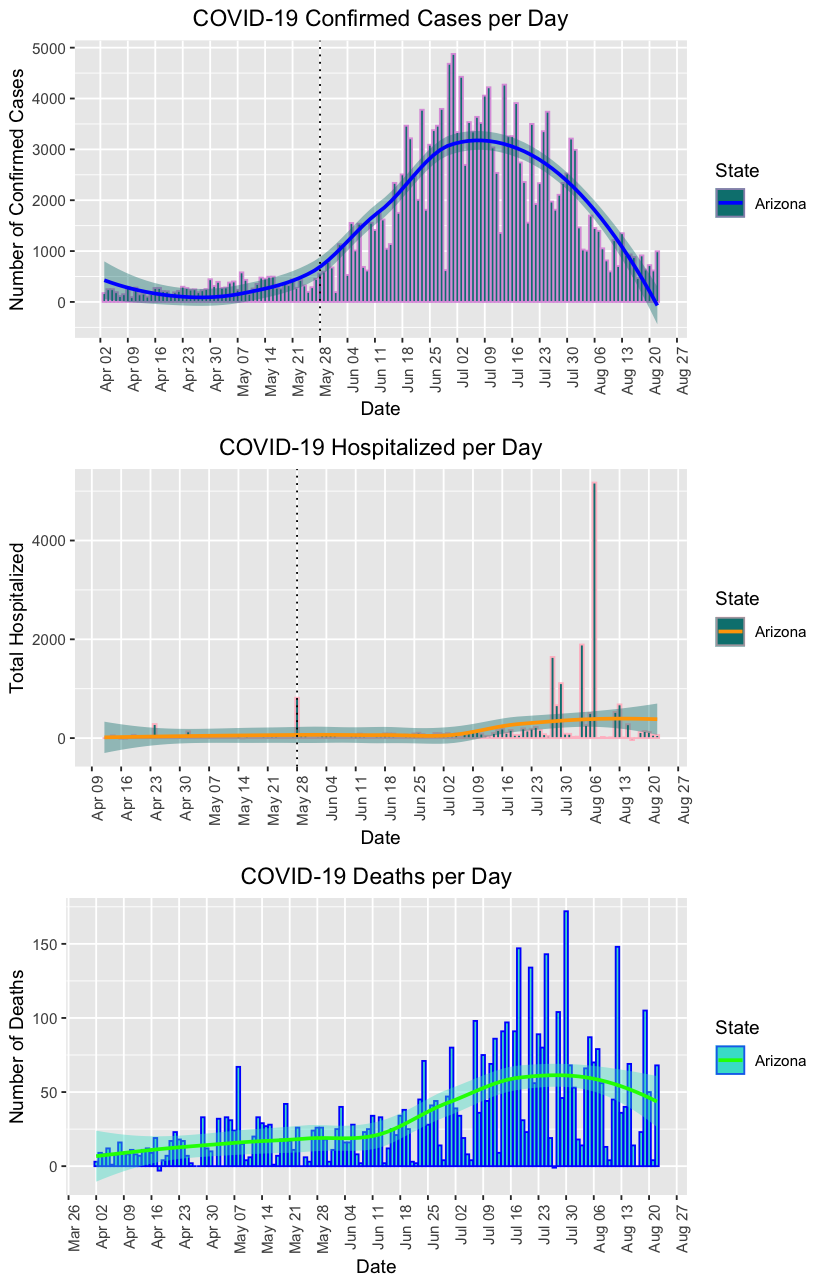 COVID-19 Confirmed Cases per Day
Number of Confirmed Cases
5000
4000
3000
2000
1000
0
Apr 02
Apr 09
Apr 16
Apr 23
Apr 30
May 07
May 14
May 21
May 28
Jun 04
Jun 11
Jun 18
Jun 25
Jul 02
Jul 09
Jul 16
Jul 23
Jul 30
Aug 06
Aug 13
Aug 20
Aug 27
Date
State
Arizona
COVID-19 Hospitalized per Day
Total Hospitalized
4000
2000
0
Apr 09
Apr 16
Apr 23
Apr 30
May 07
May 14
May 21
May 28
Jun 04
Jun 11
Jun 18
Jun 25
Jul 02
Jul 09
Jul 16
Jul 23
Jul 30
Aug 06
Aug 13
Aug 20
Aug 27
Date
State
Arizona
COVID-19 Deaths per Day
Number of Deaths
150
100
50
0
Mar 26
Apr 02
Apr 09
Apr 16
Apr 23
Apr 30
May 07
May 14
May 21
May 28
Jun 04
Jun 11
Jun 18
Jun 25
Jul 02
Jul 09
Jul 16
Jul 23
Jul 30
Aug 06
Aug 13
Aug 20
Aug 27
Date
State
Arizona